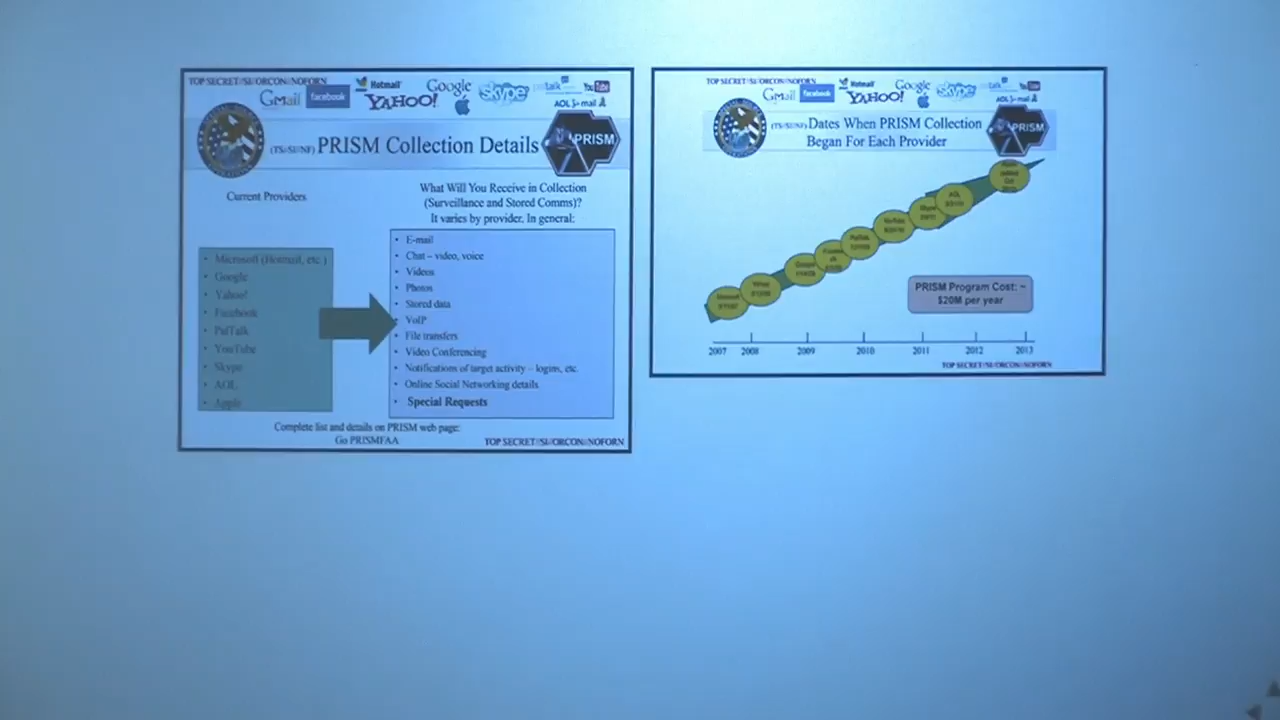 TOP SECRET//SI//ORCON//NOFORN
Hotmail
Google
skype
talk
YouTube
Gmail
facebook
YAHOO!
AOL mail
(TS//SI//NF) PRISM Collection Details
PRISM
Current Providers
What Will You Receive in Collection
(Surveillance and Stored Comms)?
It varies by provider. In general:
• Microsoft (Hotmail, etc.)
• Google
• Yahoo!
• Facebook
• PalTalk
• YouTube
• Skype
• AOL
• Apple
• E-mail
• Chat – video, voice
• Videos
• Photos
• Stored data
• VoIP
• File transfers
• Video Conferencing
• Notifications of target activity – logins, etc.
• Online Social Networking details
• Special Requests
Complete list and details on PRISM web page:
Go PRISMFAA
TOP SECRET//SI//ORCON//NOFORN
TOP SECRET//SI//ORCON//NOFORN
Hotmail
Google
skype
talk
YouTube
Gmail
facebook
YAHOO!
AOL mail
(TS//SI//NF) Dates When PRISM Collection
Began For Each Provider
PRISM
AOL
PRISM Program Cost: ~
$20M per year
2007 2008 2009 2010 2011 2012 2013
TOP SECRET//SI//ORCON//NOFORN